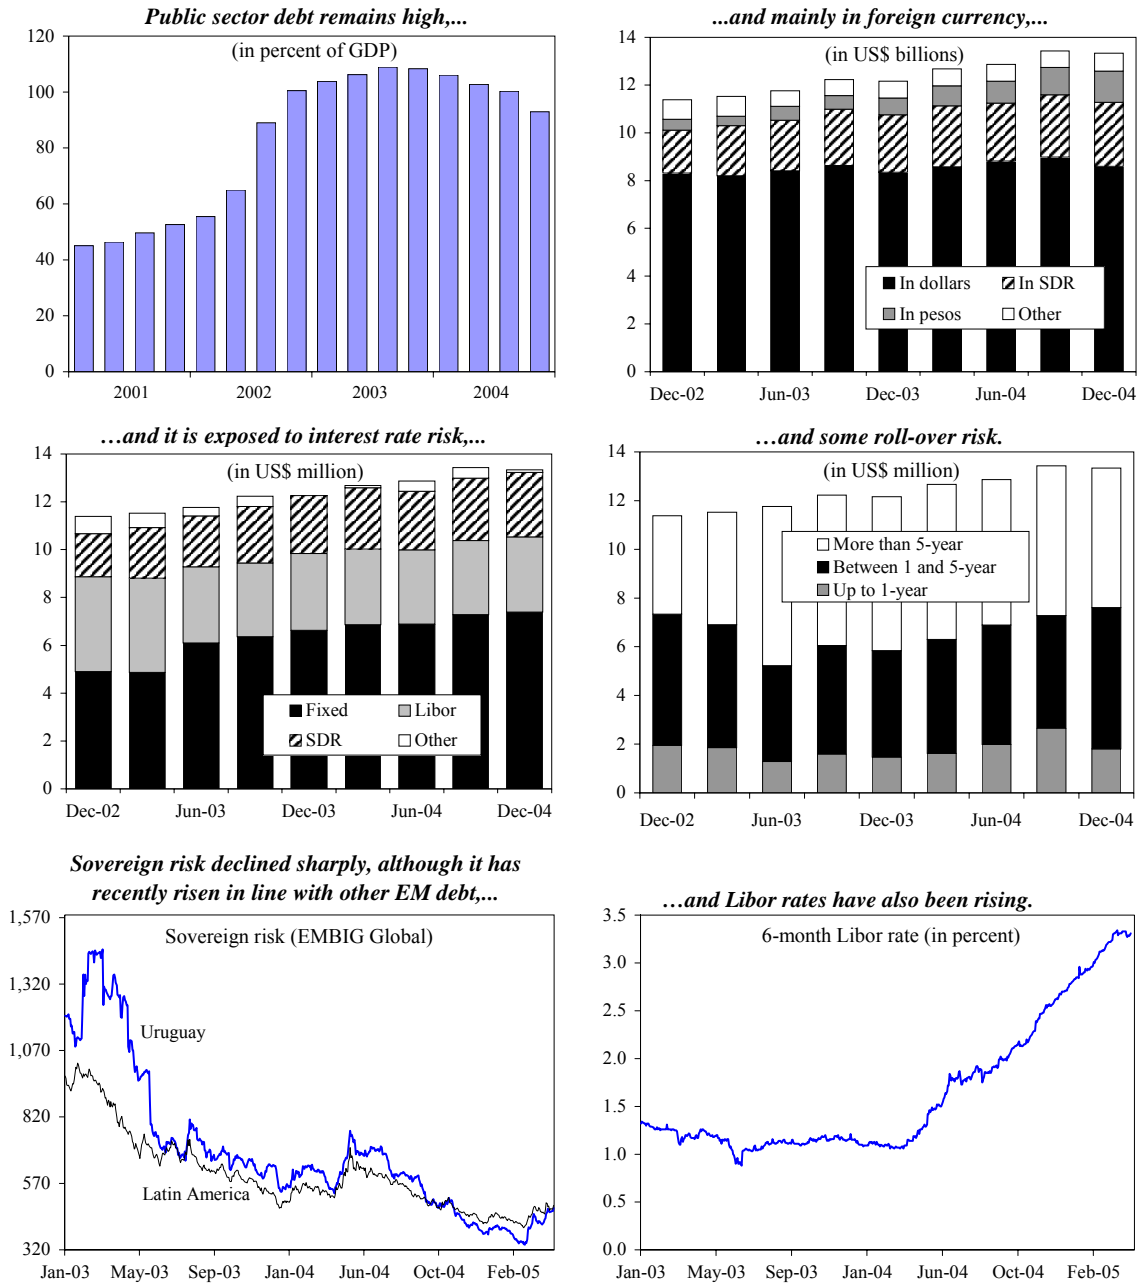 Public sector debt remains high,...
(in percent of GDP)
120
100
80
60
40
20
0
2001 2002 2003 2004
...and mainly in foreign currency,...
(in US$ billions)
14
12
10
8
6
4
2
0
In dollars In SDR
In pesos Other
Dec-02 Jun-03 Dec-03 Jun-04 Dec-04
…and it is exposed to interest rate risk,...
(in US$ million)
14
12
10
8
6
4
2
0
Fixed Libor
SDR Other
Dec-02 Jun-03 Dec-03 Jun-04 Dec-04
…and some roll-over risk.
(in US$ million)
14
12
10
8
6
4
2
0
More than 5-year
Between 1 and 5-year
Up to 1-year
Dec-02 Jun-03 Dec-03 Jun-04 Dec-04
Sovereign risk declined sharply, although it has
recently risen in line with other EM debt,...
Sovereign risk (EMBIG Global)
1,570
1,320
1,070
820
570
320
Uruguay
Latin America
Jan-03 May-03 Sep-03 Jan-04 Jun-04 Oct-04 Feb-05
…and Libor rates have also been rising.
6-month Libor rate (in percent)
3.5
3.0
2.5
2.0
1.5
1.0
0.5
0.0
Jan-03 May-03 Sep-03 Jan-04 Jun-04 Oct-04 Feb-05